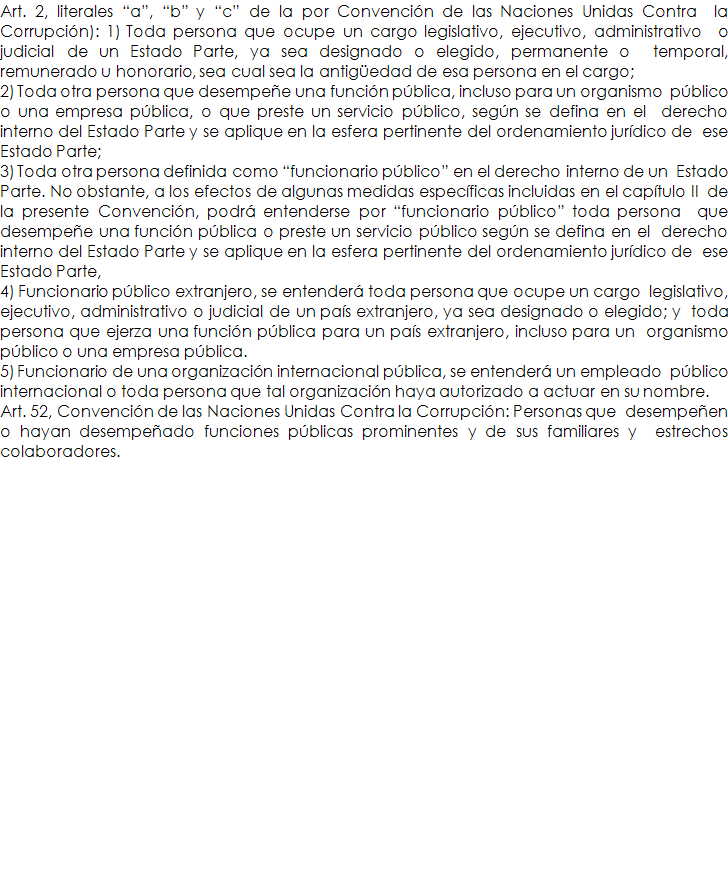 Art. 2, literales “a”, “b” y “c” de la por Convención de las Naciones Unidas Contra la
Corrupción): 1) Toda persona que ocupe un cargo legislativo, ejecutivo, administrativo o
judicial de un Estado Parte, ya sea designado o elegido, permanente o temporal,
remunerado u honorario, sea cual sea la antigüedad de esa persona en el cargo;
2) Toda otra persona que desempeñe una función pública, incluso para un organismo público
o una empresa pública, o que preste un servicio público, según se defina en el derecho
interno del Estado Parte y se aplique en la esfera pertinente del ordenamiento jurídico de ese
Estado Parte;
3) Toda otra persona definida como “funcionario público” en el derecho interno de un Estado
Parte. No obstante, a los efectos de algunas medidas específicas incluidas en el capítulo II de
la presente Convención, podrá entenderse por “funcionario público” toda persona que
desempeñe una función pública o preste un servicio público según se defina en el derecho
interno del Estado Parte y se aplique en la esfera pertinente del ordenamiento jurídico de ese
Estado Parte,
4) Funcionario público extranjero, se entenderá toda persona que ocupe un cargo legislativo,
ejecutivo, administrativo o judicial de un país extranjero, ya sea designado o elegido; y toda
persona que ejerza una función pública para un país extranjero, incluso para un organismo
público o una empresa pública.
5) Funcionario de una organización internacional pública, se entenderá un empleado público
internacional o toda persona que tal organización haya autorizado a actuar en su nombre.
Art. 52, Convención de las Naciones Unidas Contra la Corrupción: Personas que desempeñen
o hayan desempeñado funciones públicas prominentes y de sus familiares y estrechos
colaboradores.